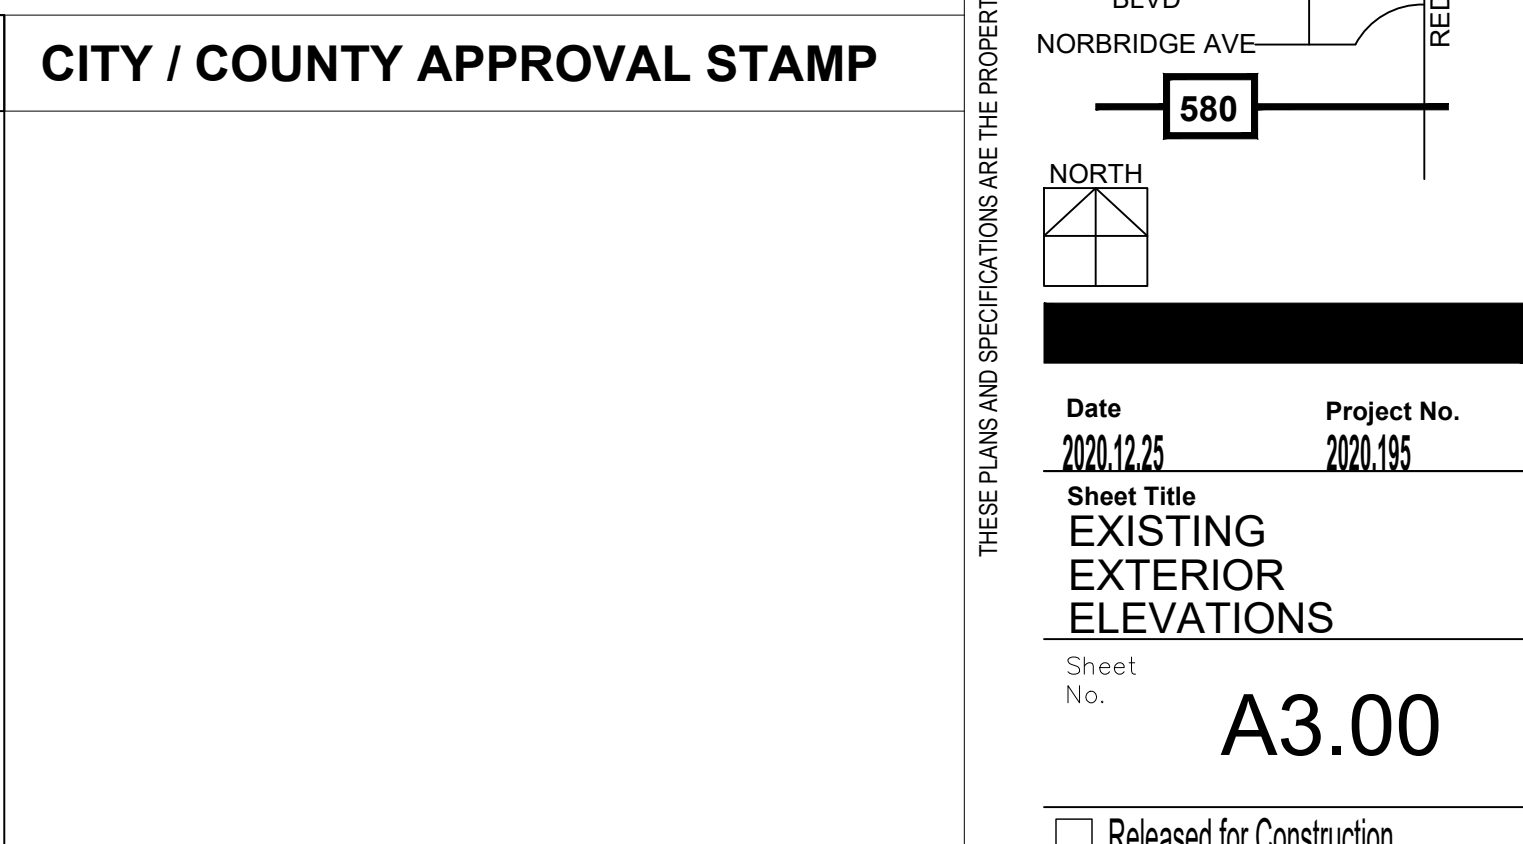 CITY / COUNTY APPROVAL STAMP
THESE PLANS AND SPECIFICATIONS ARE THE
BLVD
NORBRIDGE AVE
580
NORTH
Date
2020.12.25
Project No.
2020.195
Sheet Title
EXISTING
EXTERIOR
ELEVATIONS
Sheet
No.
A3.00
Released for Construction